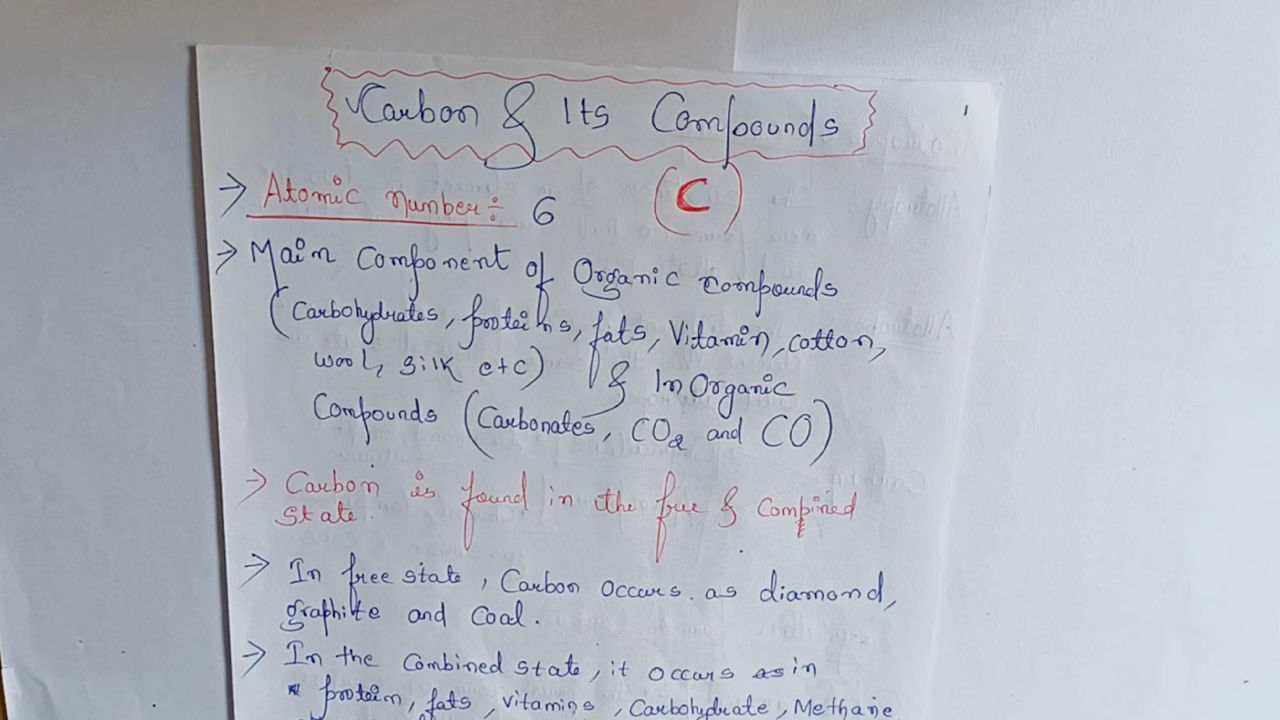 Carbon & Its Compounds
1
→ Atomic number ÷ 6 (C)
→ Main Component of Organic Compounds
(Carbohydrates, proteins, fats, Vitamin, cotton,
wool, silk etc) & InOrganic
Compounds (Carbonates, CO2 and CO)
→ Carbon is found in the free & Compined
State.
→ In free state, Carbon occurs. as diamond,
graphite and Coal.
→ In the Combined state, it occurs as in
* protein, fats, vitamins, Carbohydrate, Methane